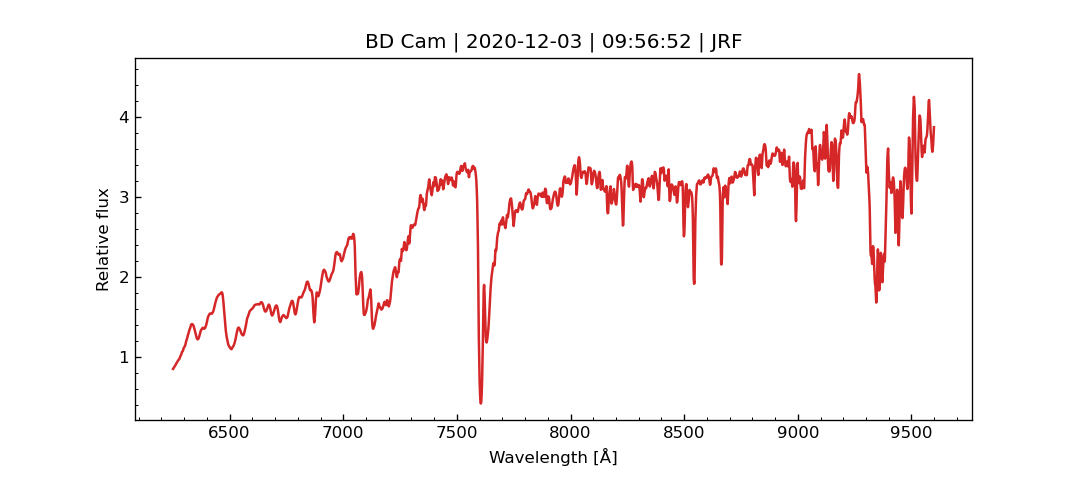 BD Cam | 2020-12-03 | 09:56:52 | JRF
Relative flux
4
3
2
1
6500 7000 7500 8000 8500 9000 9500
Wavelength [Å]